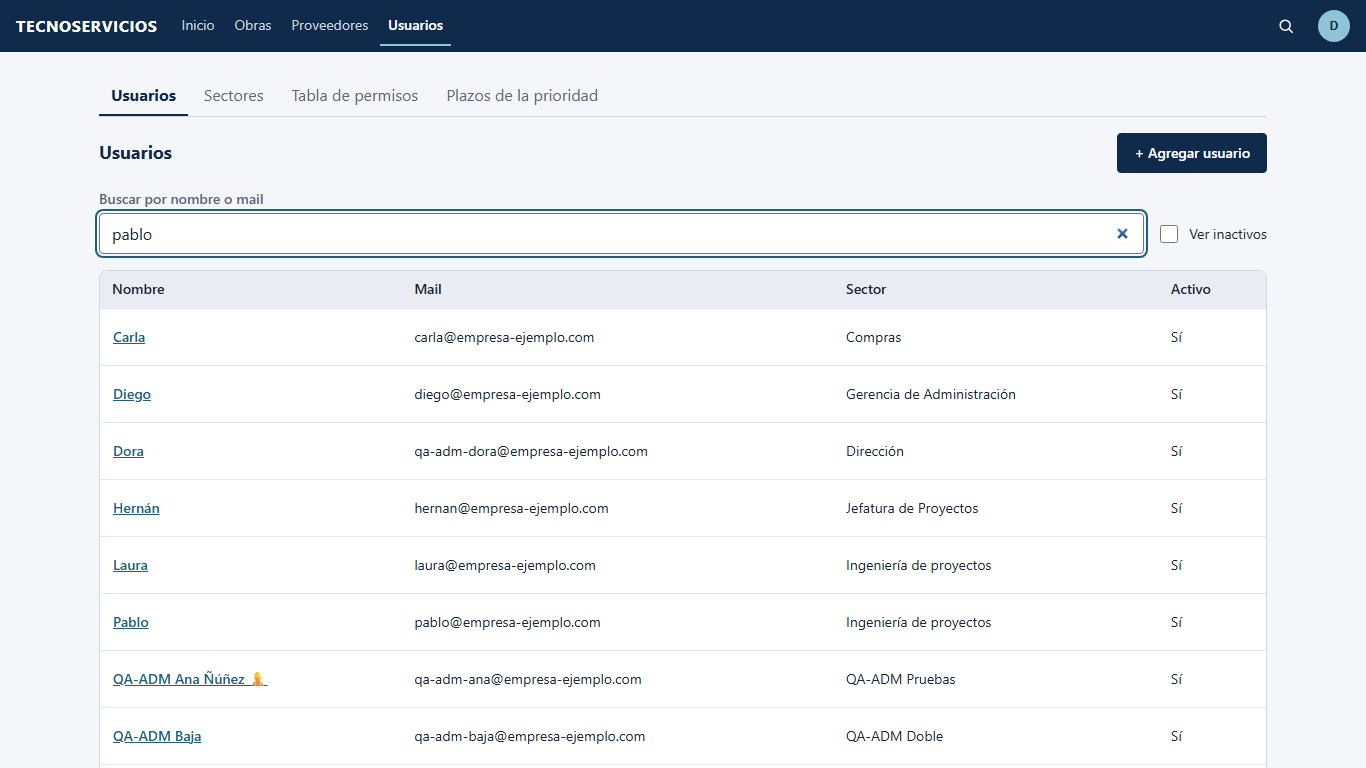 TECNOSERVICIOS Inicio Obras Proveedores Usuarios D
Usuarios Sectores Tabla de permisos Plazos de la prioridad
Usuarios + Agregar usuario
Buscar por nombre o mail
pablo Ver inactivos
Nombre Mail Sector Activo
Carla carla@empresa-ejemplo.com Compras Sí
Diego diego@empresa-ejemplo.com Gerencia de Administración Sí
Dora qa-adm-dora@empresa-ejemplo.com Dirección Sí
Hernán hernan@empresa-ejemplo.com Jefatura de Proyectos Sí
Laura laura@empresa-ejemplo.com Ingeniería de proyectos Sí
Pablo pablo@empresa-ejemplo.com Ingeniería de proyectos Sí
QA-ADM Ana Ñúñez qa-adm-ana@empresa-ejemplo.com QA-ADM Pruebas Sí
QA-ADM Baja qa-adm-baja@empresa-ejemplo.com QA-ADM Doble Sí